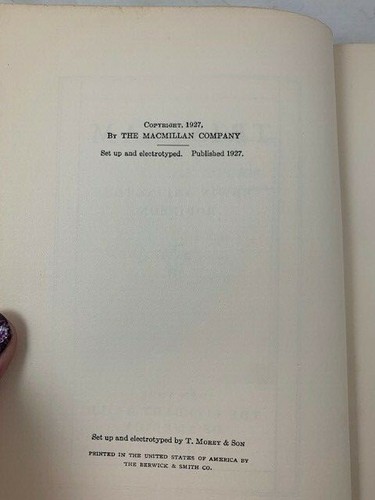 Copyright, 1927,
By THE MACMILLAN COMPANY
Set up and electrotyped. Published 1927.
Set up and electrotyped by T. Morey & Son
PRINTED IN THE UNITED STATES OF AMERICA BY
THE BERWICK & SMITH CO.